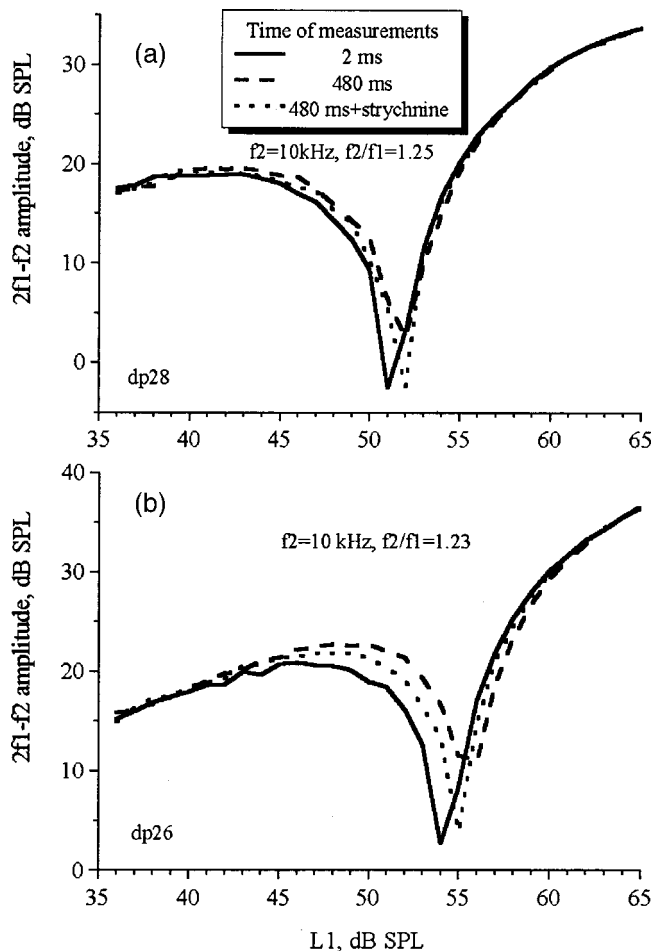 (a)
Time of measurements
2 ms
480 ms
480 ms+strychnine
f2=10kHz, f2/f1=1.25
2f1-f2 amplitude, dB SPL
30
20
10
0
dp28
35 40 45 50 55 60 65
(b)
f2=10 kHz, f2/f1=1.23
2f1-f2 amplitude, dB SPL
40
30
20
10
0
dp26
35 40 45 50 55 60 65
L1, dB SPL